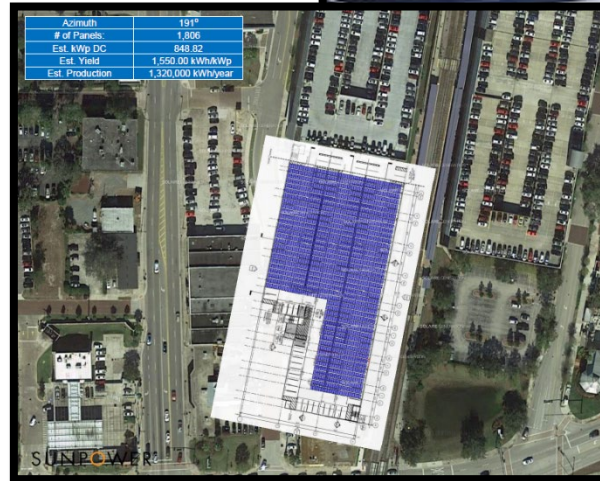 Azimuth 191º
# of Panels: 1,806
Est. kWp DC 848.82
Est. Yield 1,550.00 kWh/kWp
Est. Production 1,320,000 kWh/year
SUNPOWER